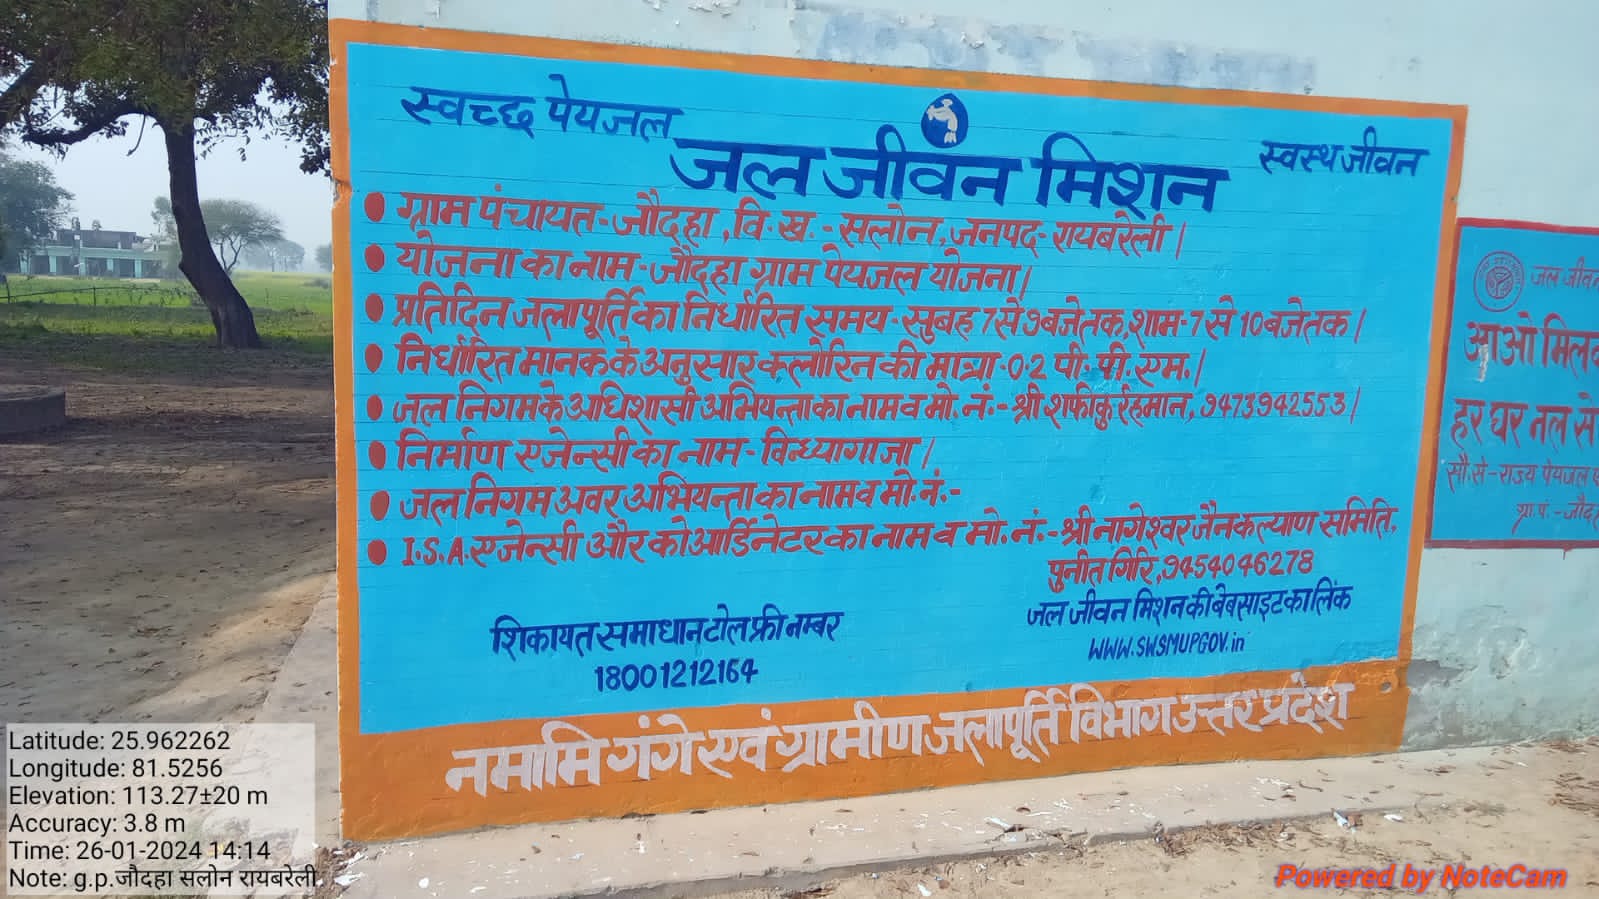 स्वच्छ पेयजल
जल जीवन मिशन
स्वस्थ जीवन
ग्राम पंचायत-जौदहा, वि.ख.-सलोन, जनपद-रायबरेली।
योजना का नाम-जौदहा ग्राम पेयजल योजना।
प्रतिदिन जलापूर्ति का निर्धारित समय-सुबह 7 से 9 बजे तक, शाम-7 से 10 बजे तक।
निर्धारित मानक के अनुसार क्लोरिन की मात्रा-0.2 पी.पी.एम.।
जल निगम के अधिशासी अभियन्ता का नाम व मो.नं.-श्री शफीकुर्रहमान, 9473942553।
निर्माण एजेन्सी का नाम-विन्ध्यागाजा।
जल निगम अवर अभियन्ता का नाम व मो.नं.-
I.S.A. एजेन्सी और कोआर्डिनेटर का नाम व मो.नं.-श्री नागेश्वर जैन कल्याण समिति,
पुनीत गिरि, 9454046278
शिकायत समाधान टोल फ्री नम्बर
18001212164
जल जीवन मिशन की बेबसाइट का लिंक
WWW.SWSMUPGOV.in
नमामि गंगे एवं ग्रामीण जलापूर्ति विभाग उत्तर प्रदेश
जल जीवन
आओ मिलक
हर घर नल से
सौ.से-राज्य पेयजल
ग्रा.पं.-जौद
Latitude: 25.962262
Longitude: 81.5256
Elevation: 113.27±20 m
Accuracy: 3.8 m
Time: 26-01-2024 14:14
Note: g.p.जौदहा सलोन रायबरेली
Powered by NoteCam